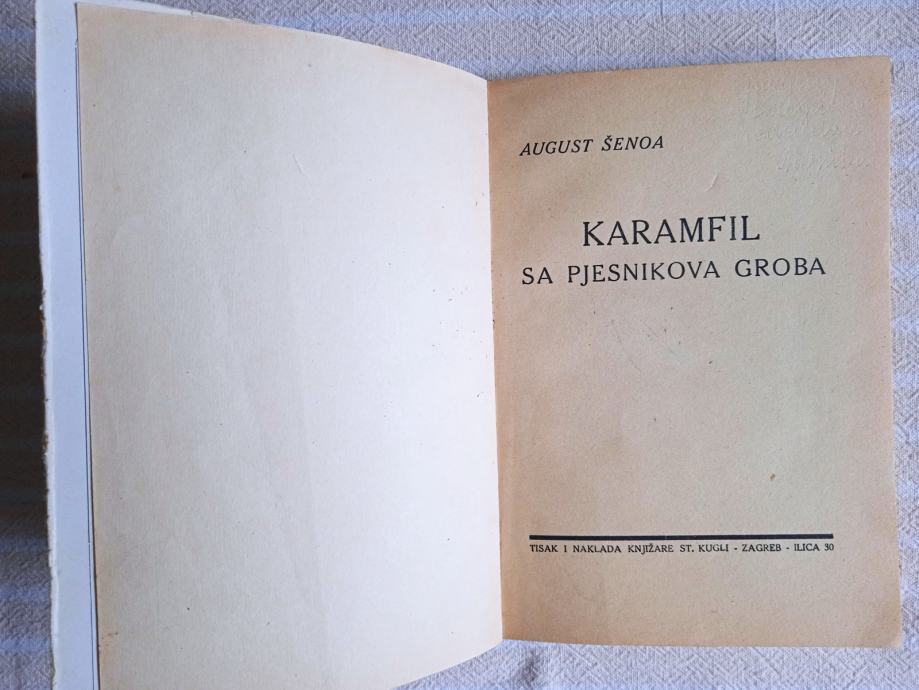 AUGUST ŠENOA
KARAMFIL
SA PJESNIKOVA GROBA
TISAK I NAKLADA KNJIŽARE ST. KUGLI - ZAGREB - ILICA 30